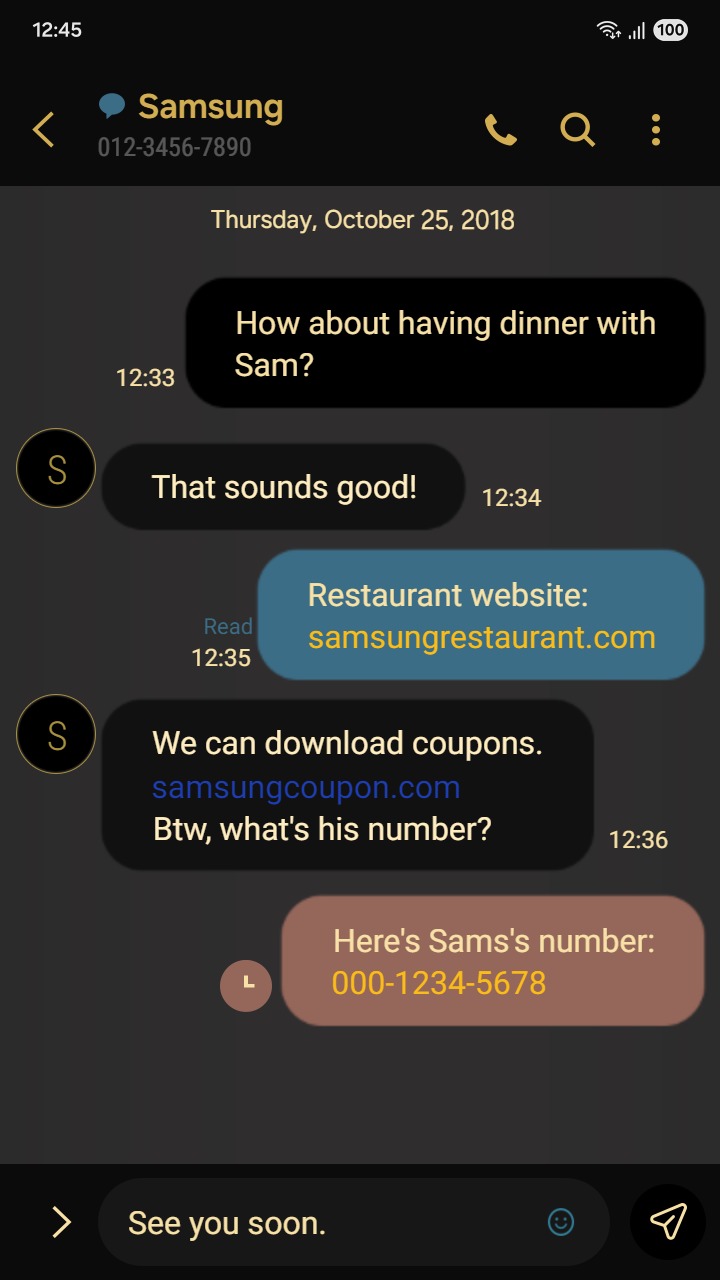 12:45
100
Samsung
012-3456-7890
Thursday, October 25, 2018
How about having dinner with
Sam?
12:33
S
That sounds good!
12:34
Restaurant website:
samsungrestaurant.com
Read
12:35
S
We can download coupons.
samsungcoupon.com
Btw, what's his number?
12:36
Here's Sams's number:
000-1234-5678
See you soon.